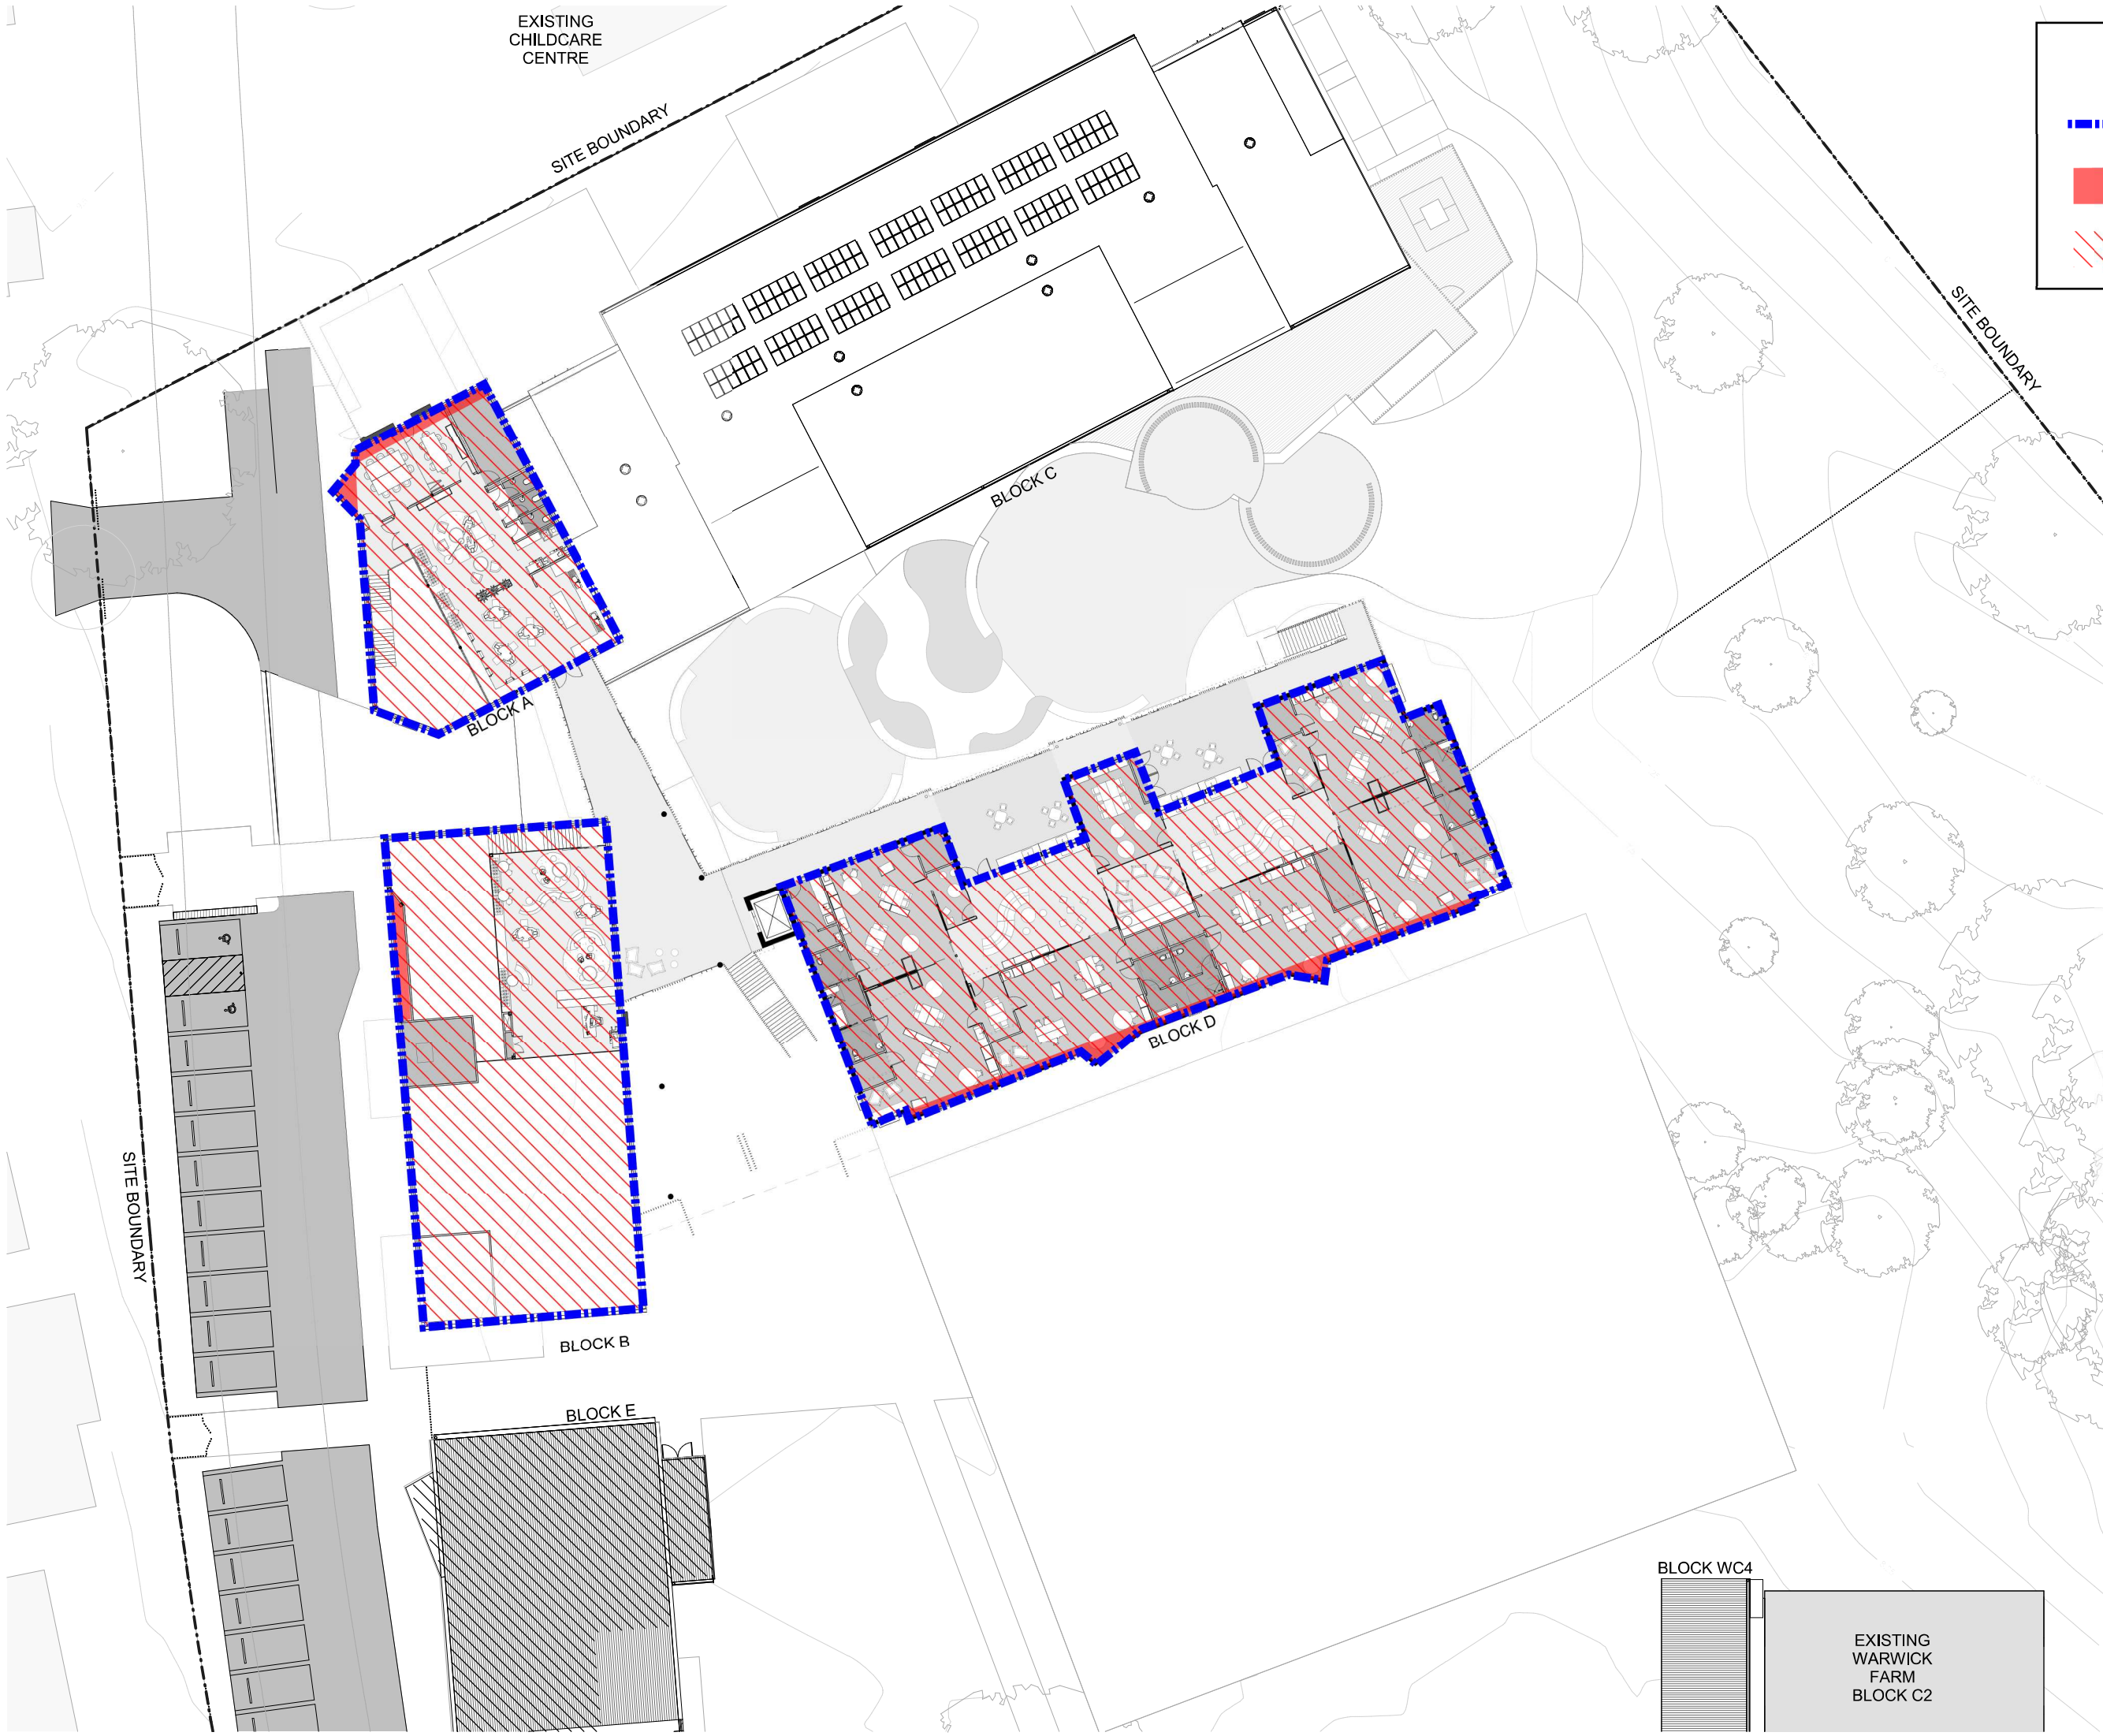 EXISTING
CHILDCARE
CENTRE
SITE BOUNDARY
SITE BOUNDARY
BLOCK C
BLOCK A
BLOCK D
SITE BOUNDARY
BLOCK B
BLOCK E
BLOCK WC4
EXISTING
WARWICK
FARM
BLOCK C2